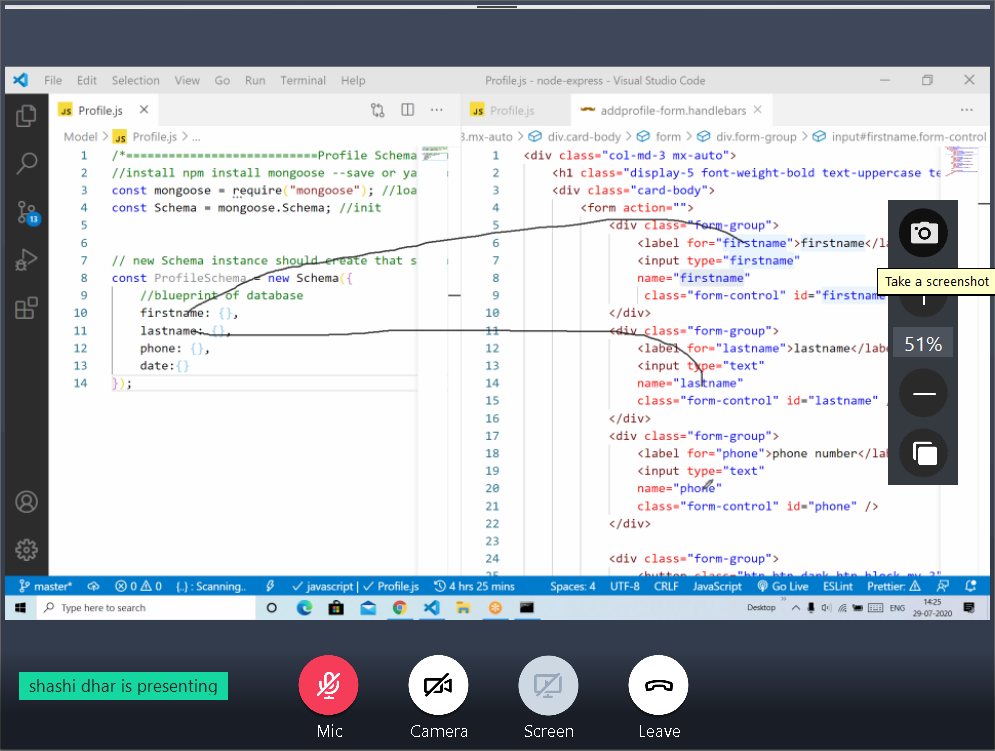 File Edit Selection View Go Run Terminal Help
Profile.js - node-express - Visual Studio Code
JS Profile.js
Model > JS Profile.js > ...
1 /*==========================Profile Schema
2 //install npm install mongoose --save or ya
3 const mongoose = require("mongoose"); //loa
4 const Schema = mongoose.Schema; //init
5
6
7 // new Schema instance should create that s
8 const ProfileSchema = new Schema({
9 //blueprint of database
10 firstname: {},
11 lastname: {},
12 phone: {},
13 date:{}
14 });
JS Profile.js
addprofile-form.handlebars
3.mx-auto > div.card-body > form > div.form-group > input#firstname.form-control
1 <div class="col-md-3 mx-auto">
2 <h1 class="display-5 font-weight-bold text-uppercase te
3 <div class="card-body">
4 <form action="">
5 <div class="form-group">
6 <label for="firstname">firstname</la
7 <input type="firstname"
8 name="firstname"
9 class="form-control" id="firstname
10 </div>
11 <div class="form-group">
12 <label for="lastname">lastname</labe
13 <input type="text"
14 name="lastname"
15 class="form-control" id="lastname" /
16 </div>
17 <div class="form-group">
18 <label for="phone">phone number</lab
19 <input type="text"
20 name="phone"
21 class="form-control" id="phone" />
22 </div>
23
24 <div class="form-group">
Take a screenshot
51%
13
master* 0 0 {..} : Scanning.. javascript | Profile.js 4 hrs 25 mins Spaces: 4 UTF-8 CRLF JavaScript Go Live ESLint Prettier:
Type here to search
Desktop ENG 14:25
29-07-2020
shashi dhar is presenting
Mic Camera Screen Leave